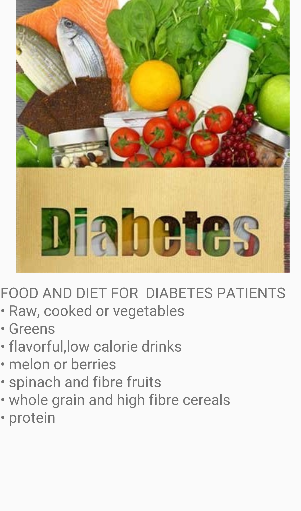 Diabetes
FOOD AND DIET FOR DIABETES PATIENTS
• Raw, cooked or vegetables
• Greens
• flavorful,low calorie drinks
• melon or berries
• spinach and fibre fruits
• whole grain and high fibre cereals
• protein